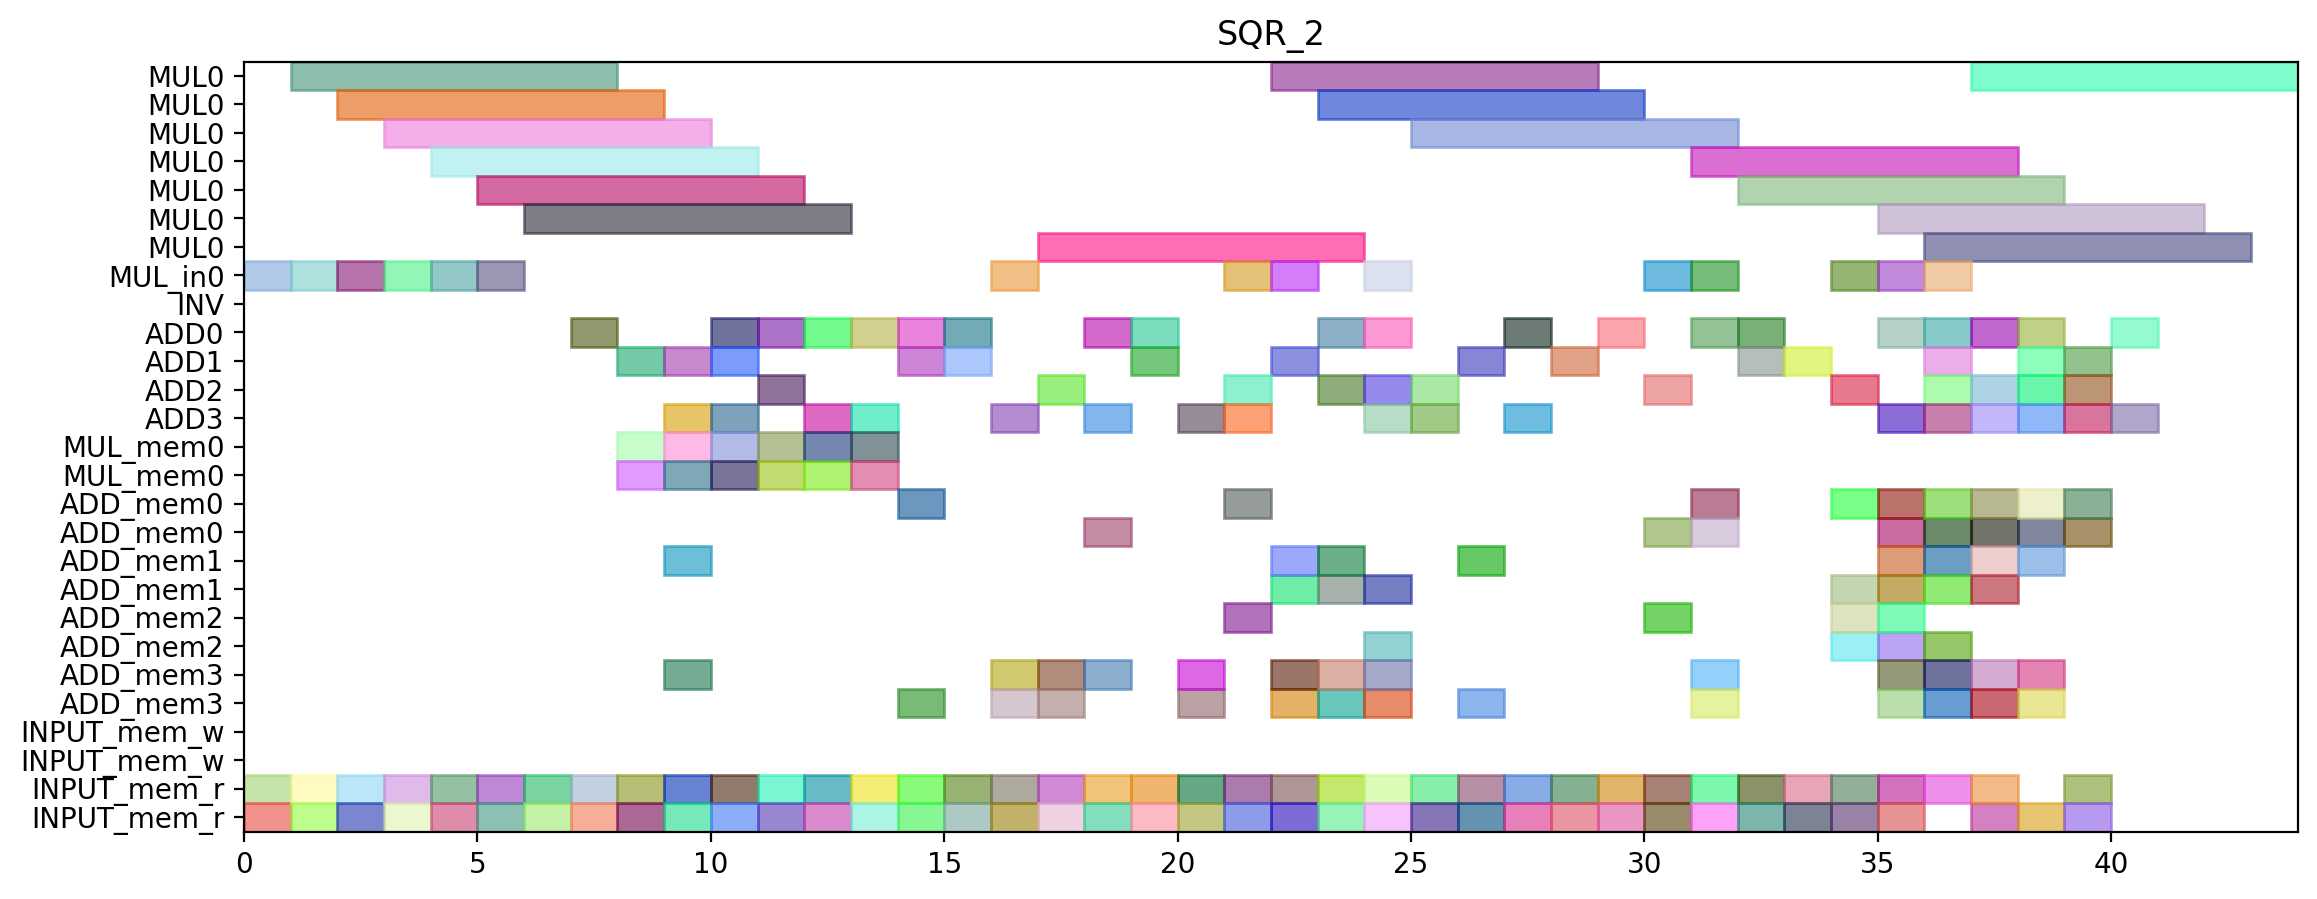 SQR_2
MUL0
MUL0
MUL0
MUL0
MUL0
MUL0
MUL0
MUL_in0
INV
ADD0
ADD1
ADD2
ADD3
MUL_mem0
MUL_mem0
ADD_mem0
ADD_mem0
ADD_mem1
ADD_mem1
ADD_mem2
ADD_mem2
ADD_mem3
ADD_mem3
INPUT_mem_w
INPUT_mem_w
INPUT_mem_r
INPUT_mem_r
0 5 10 15 20 25 30 35 40